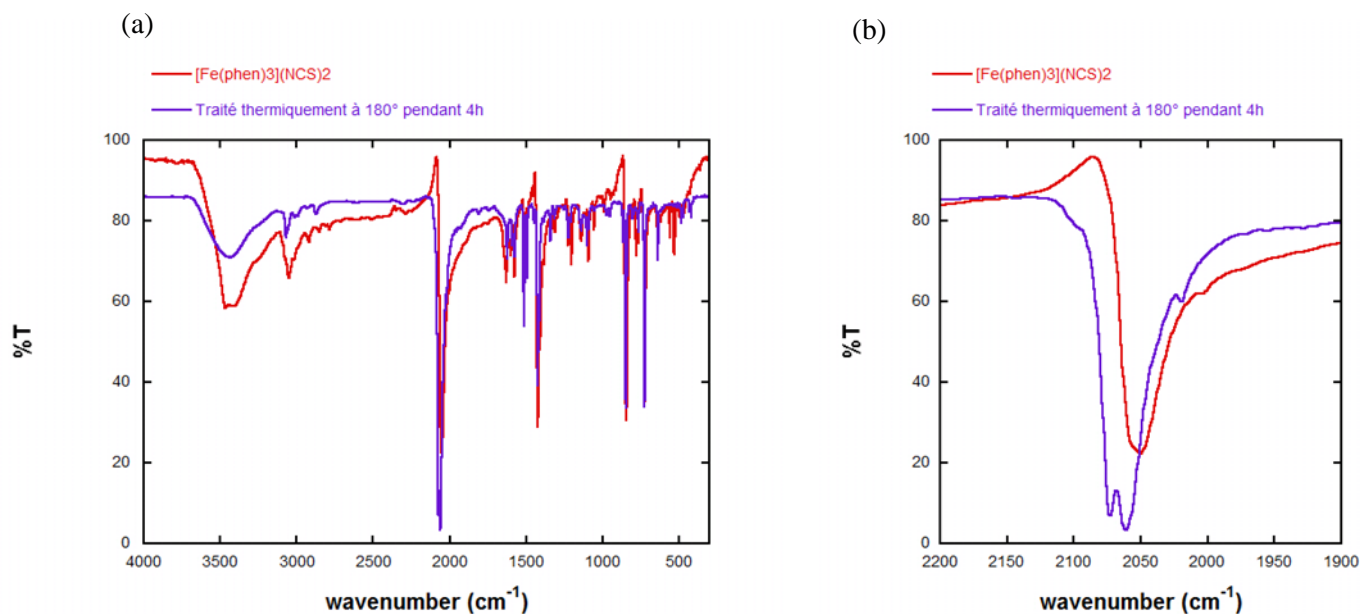 (a)
[Fe(phen)3](NCS)2
Traité thermiquement à 180° pendant 4h
100
80
60
40
20
0
%T
4000 3500 3000 2500 2000 1500 1000 500
wavenumber (cm-1)
(b)
[Fe(phen)3](NCS)2
Traité thermiquement à 180° pendant 4h
100
80
60
40
20
0
%T
2200 2150 2100 2050 2000 1950 1900
wavenumber (cm-1)